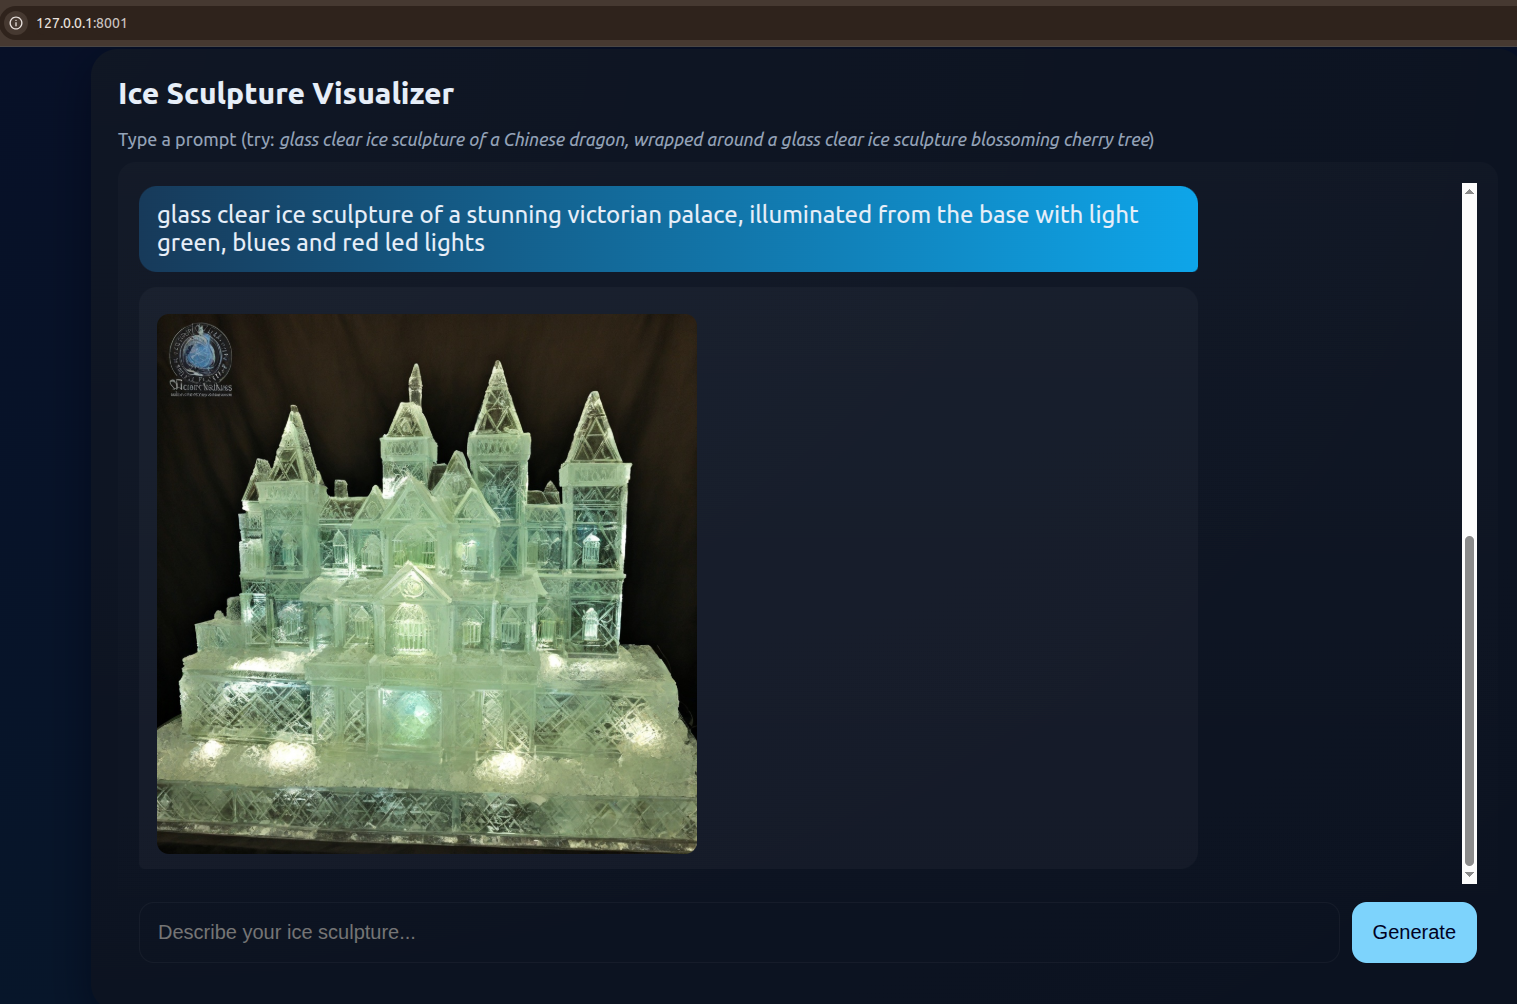 127.0.0.1:8001
Ice Sculpture Visualizer
Type a prompt (try: glass clear ice sculpture of a Chinese dragon, wrapped around a glass clear ice sculpture blossoming cherry tree)
glass clear ice sculpture of a stunning victorian palace, illuminated from the base with light
green, blues and red led lights
Describe your ice sculpture...
Generate